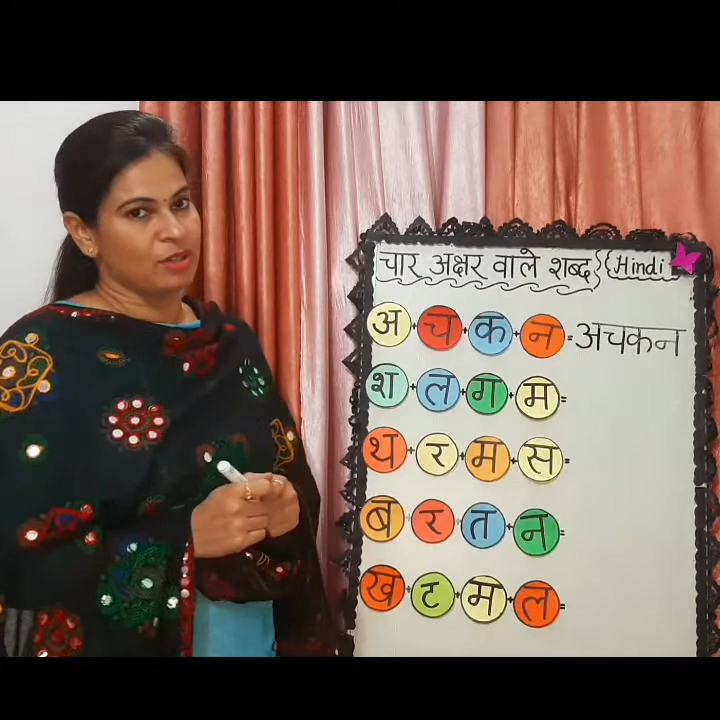 चार अक्षर वाले शब्द } { Hindi }
अ + च + क + न = अचकन
श + ल + ग + म =
थ + र + म + स =
ब + र + त + न =
ख + ट + म + ल =